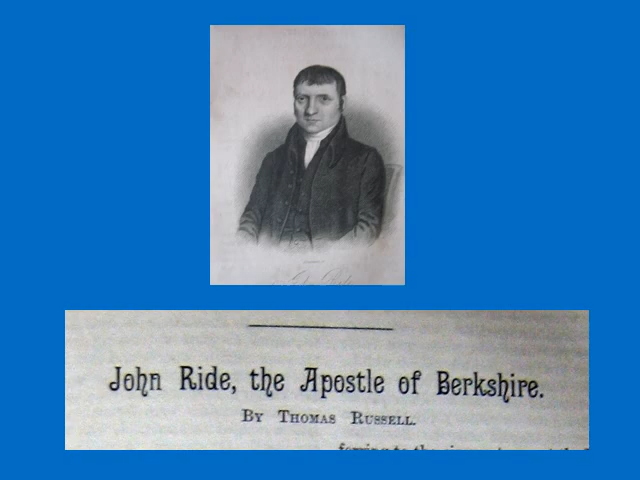 John Ride, the Apostle of Berkshire.
BY THOMAS RUSSELL.